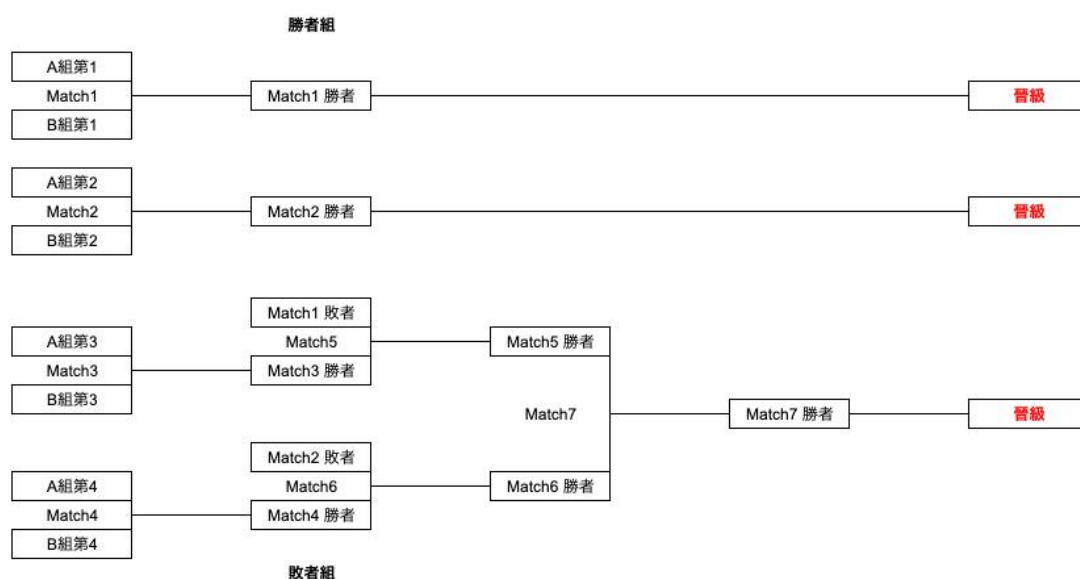 勝者組
A組第1
Match1
B組第1
Match1 勝者
晉級
A組第2
Match2
B組第2
Match2 勝者
晉級
Match1 敗者
Match5
Match3 勝者
A組第3
Match3
B組第3
Match5 勝者
Match7
Match7 勝者
晉級
Match2 敗者
Match6
Match4 勝者
Match6 勝者
A組第4
Match4
B組第4
敗者組